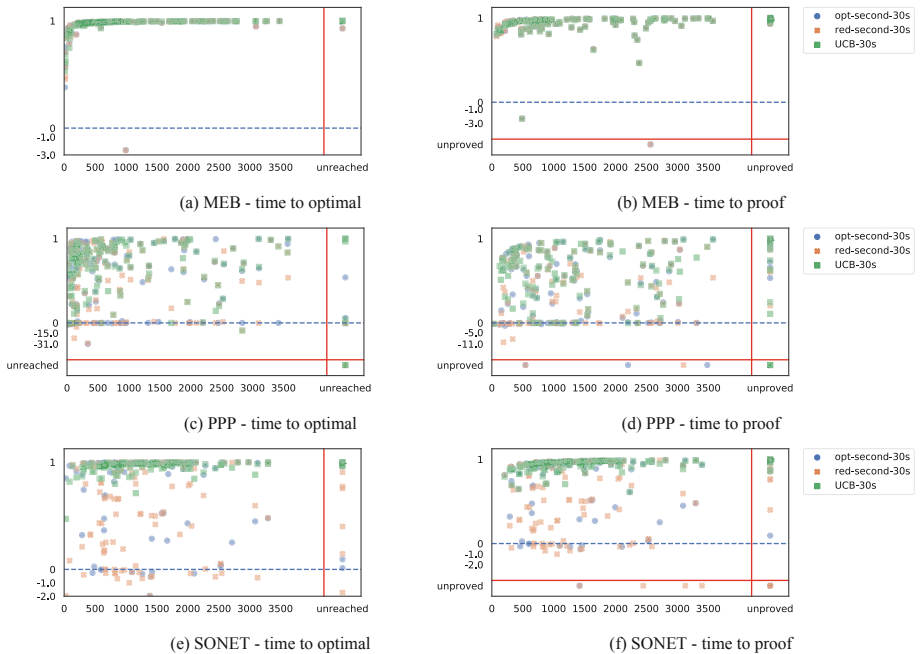 1
0
-1.0
-3.0
0 500 1000 1500 2000 2500 3000 3500 unreached
(a) MEB - time to optimal
1
0
-1.0
-3.0
unproved
0 500 1000 1500 2000 2500 3000 3500 unproved
(b) MEB - time to proof
opt-second-30s
red-second-30s
UCB-30s
1
0
-15.0
-31.0
unreached
0 500 1000 1500 2000 2500 3000 3500 unreached
(c) PPP - time to optimal
1
0
-5.0
-11.0
unproved
0 500 1000 1500 2000 2500 3000 3500 unproved
(d) PPP - time to proof
opt-second-30s
red-second-30s
UCB-30s
1
0
-1.0
-2.0
0 500 1000 1500 2000 2500 3000 3500 unreached
(e) SONET - time to optimal
1
0
-1.0
-2.0
unproved
0 500 1000 1500 2000 2500 3000 3500 unproved
(f) SONET - time to proof
opt-second-30s
red-second-30s
UCB-30s